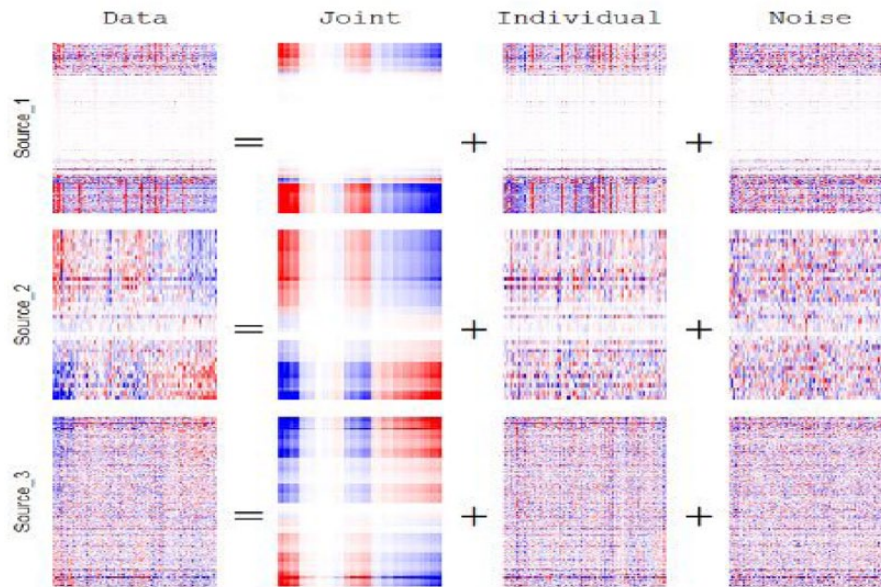 Data Joint Individual Noise
Source_1
= + +
Source_2
= + +
Source_3
= + +